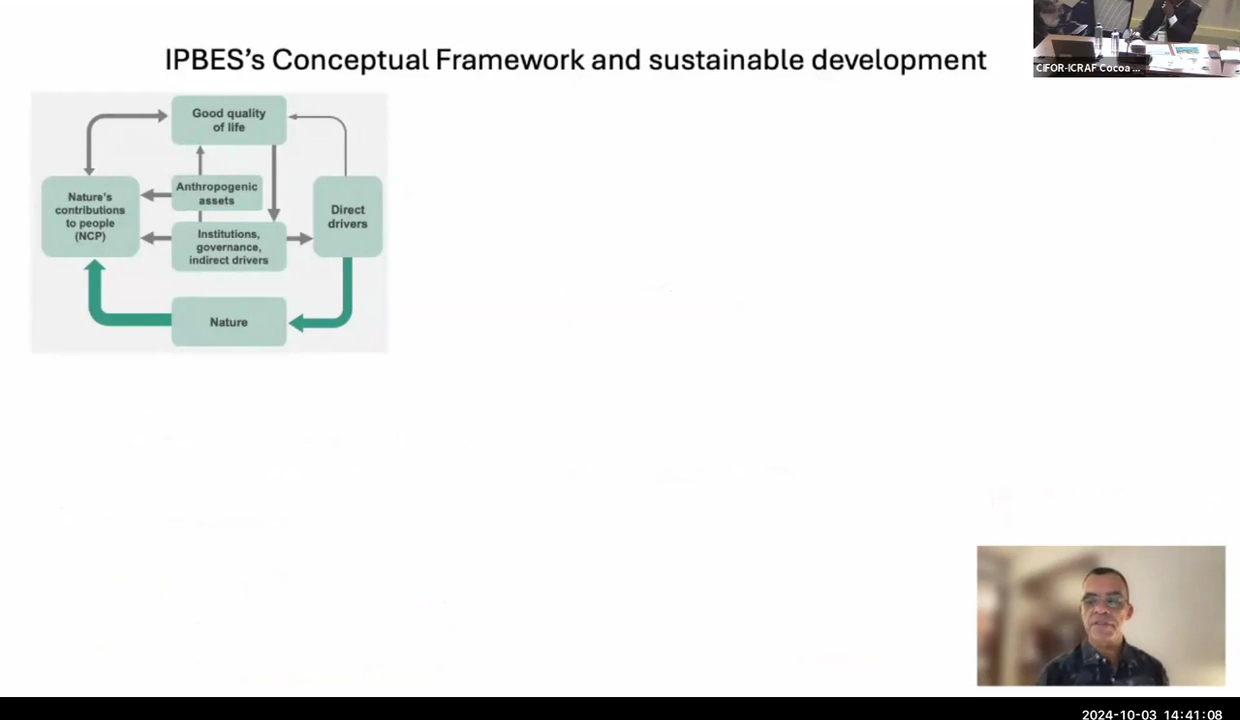 CIFOR-ICRAF Cocoa ...
IPBES's Conceptual Framework and sustainable development
Good quality
of life
Anthropogenic
assets
Nature's
contributions
to people
(NCP)
Direct
drivers
Institutions,
governance,
indirect drivers
Nature
2024-10-03 14:41:08